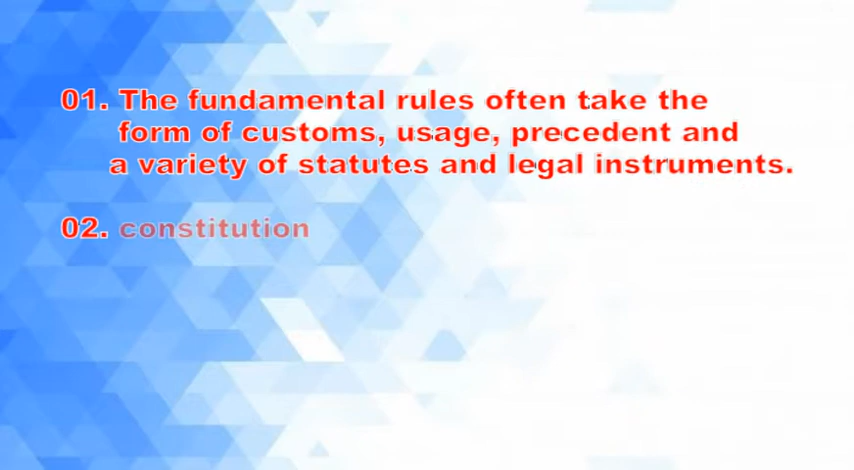 01. The fundamental rules often take the
form of customs, usage, precedent and
a variety of statutes and legal instruments.
02. constitution